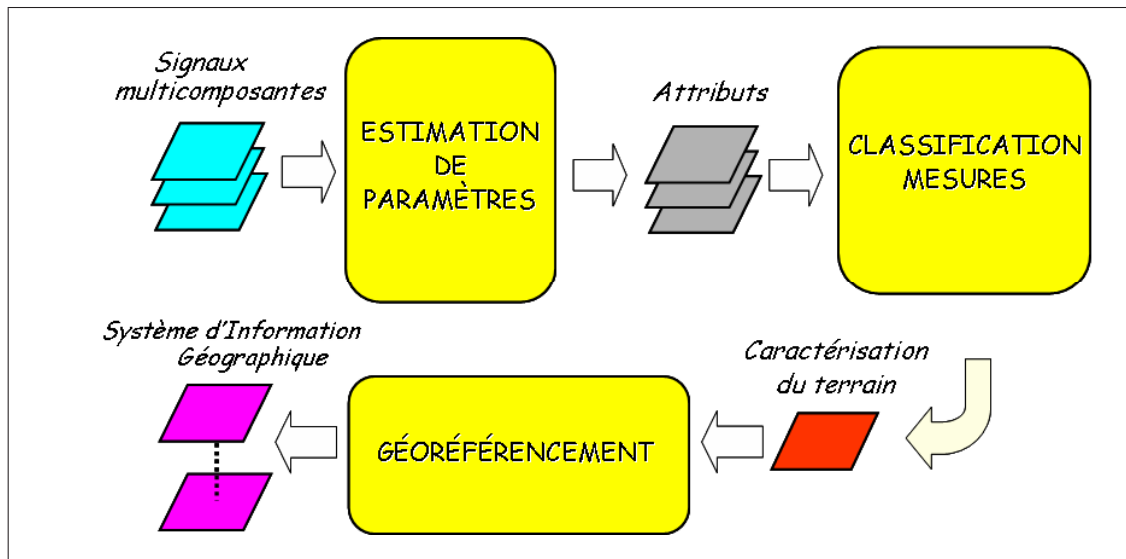 Signaux
multicomposantes
ESTIMATION
DE
PARAMÈTRES
Attributs
CLASSIFICATION
MESURES
Caractérisation
du terrain
GÉORÉFÉRENCEMENT
Système d'Information
Géographique